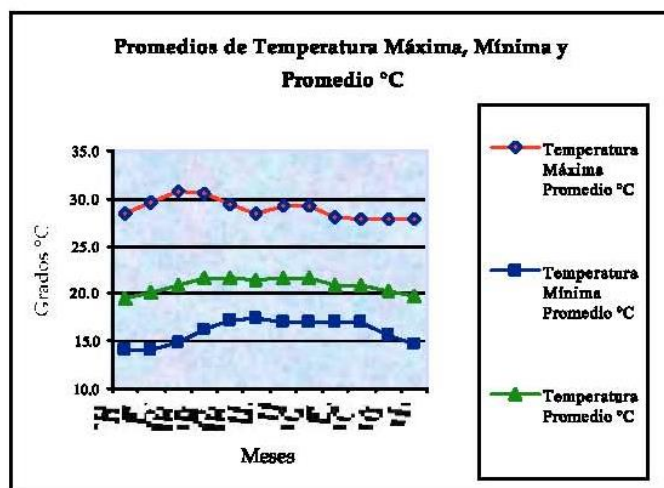 Promedios de Temperatura Máxima, Mínima y
Promedio °C
35.0
30.0
25.0
20.0
15.0
10.0
Grados °C
Meses
Temperatura
Máxima
Promedio °C
Temperatura
Mínima
Promedio °C
Temperatura
Promedio °C